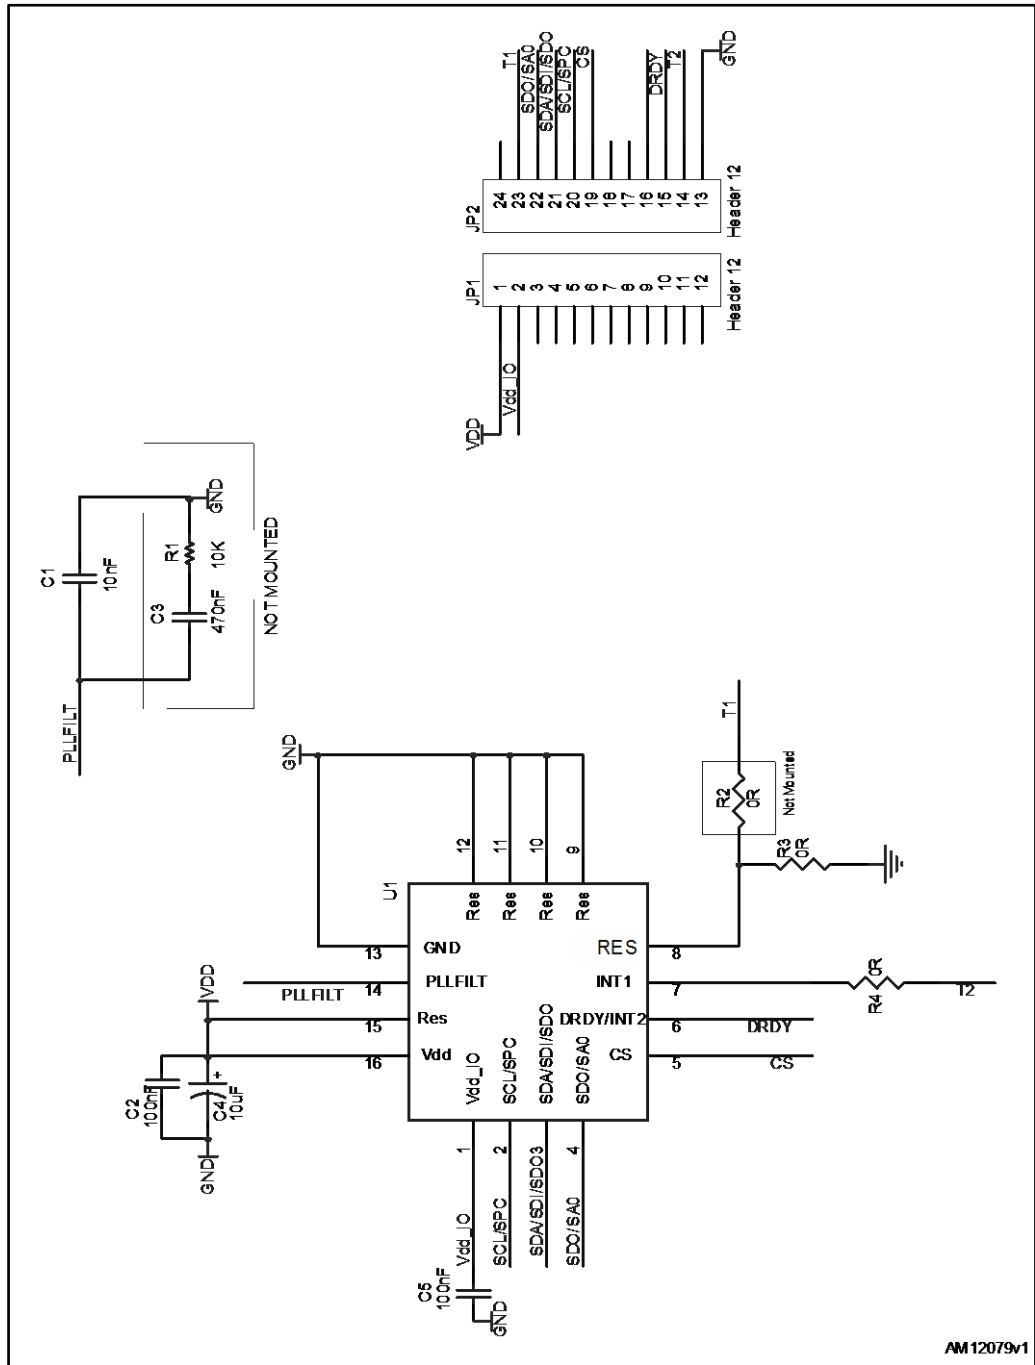 T1
SDO/SA0
SDA/SDI/SDO
SCL/SPC
CS
DRDY
T2
GND
JP2
24
23
22
21
20
19
18
17
16
15
14
13
Header 12
JP1
1
2
3
4
5
6
7
8
9
10
11
12
Header 12
VDD
Vdd_IO
C1
10nF
GND
R1
10K
C3
470nF
NOT MOUNTED
PLLFILT
GND
T1
R2
0R
Not Mounted
R3
0R
12
11
10
9
U1
Res
Res
Res
Res
13
GND
RES
8
PLLFILT
14
PLLFILT
INT1
7
R4
0R
T2
VDD
15
Res
DRDY/INT2
6
DRDY
16
Vdd
CS
5
CS
Vdd_IO
SCL/SPC
SDA/SDI/SDO
SDO/SA0
C2
100nF
C4
10uF
+
GND
1
2
3
4
Vdd_IO
SCL/SPC
SDA/SDI/SDO
SDO/SA0
C5
100nF
GND
AM12079v1